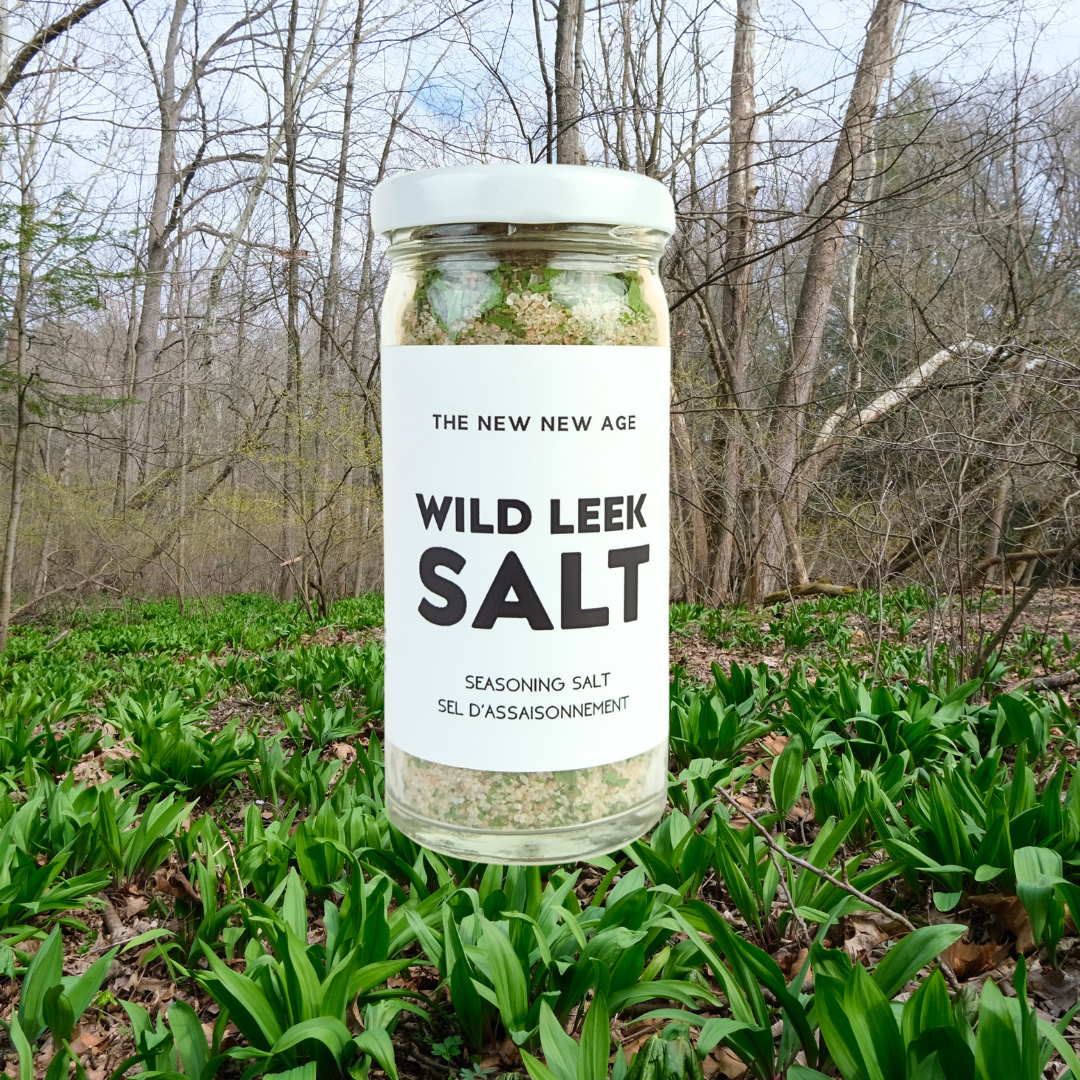 THE NEW NEW AGE
WILD LEEK
SALT
SEASONING SALT
SEL D'ASSAISONNEMENT